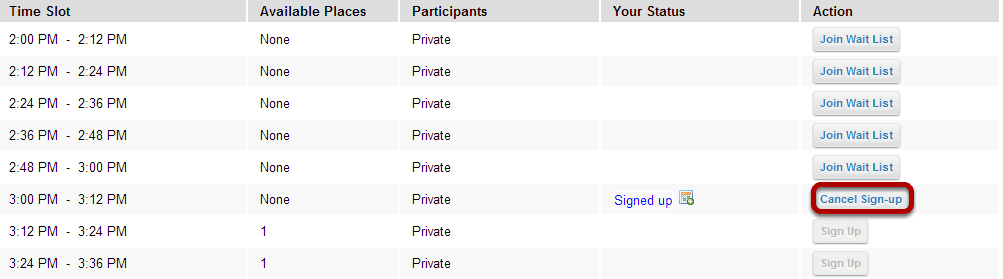 Time Slot Available Places Participants Your Status Action
2:00 PM - 2:12 PM None Private Join Wait List
2:12 PM - 2:24 PM None Private Join Wait List
2:24 PM - 2:36 PM None Private Join Wait List
2:36 PM - 2:48 PM None Private Join Wait List
2:48 PM - 3:00 PM None Private Join Wait List
3:00 PM - 3:12 PM None Private Signed up Cancel Sign-up
3:12 PM - 3:24 PM 1 Private Sign Up
3:24 PM - 3:36 PM 1 Private Sign Up